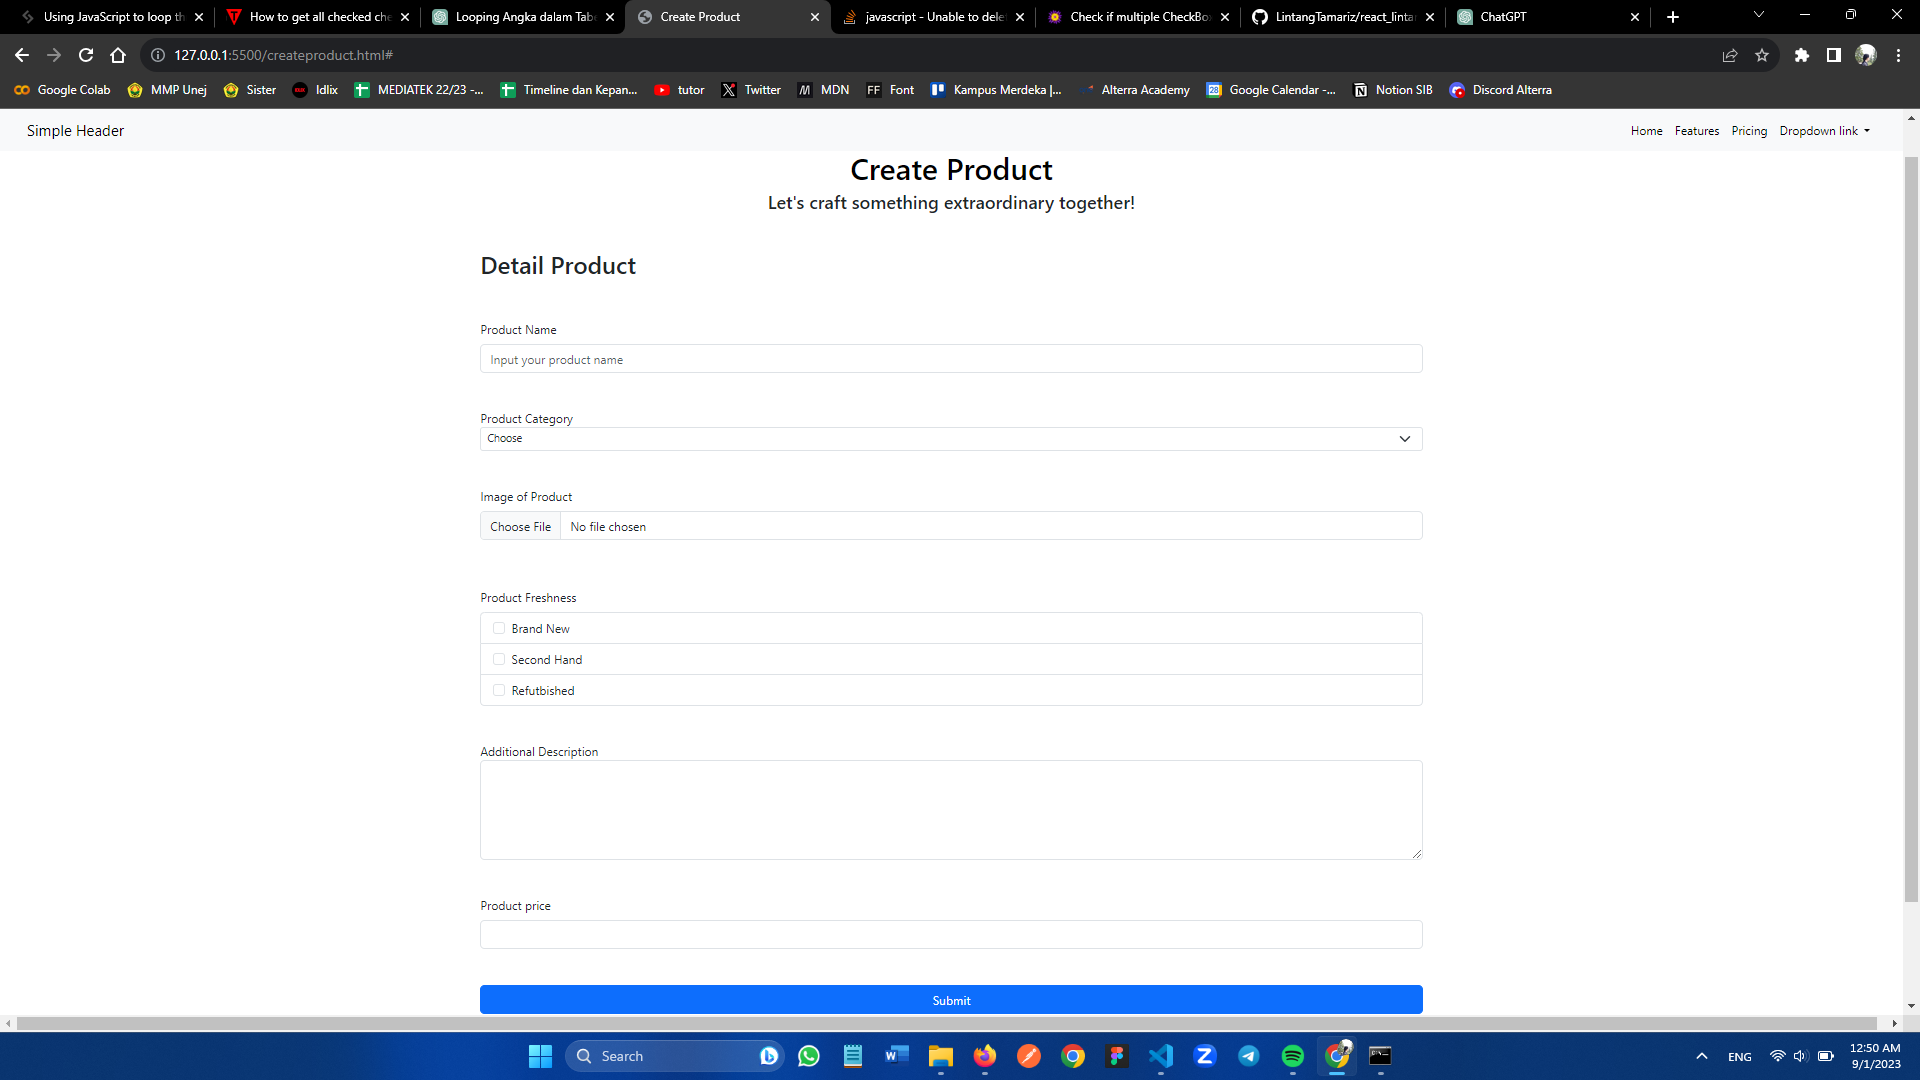 Using JavaScript to loop th
How to get all checked che
Looping Angka dalam Tabe
Create Product
javascript - Unable to dele
Check if multiple CheckBo
LintangTamariz/react_linta
ChatGPT
127.0.0.1:5500/createproduct.html#
Google Colab
MMP Unej
Sister
Idlix
MEDIATEK 22/23 -...
Timeline dan Kepan...
tutor
Twitter
MDN
FF Font
Kampus Merdeka |...
Alterra Academy
28 Google Calendar -...
Notion SIB
Discord Alterra
Simple Header
Home
Features
Pricing
Dropdown link
Create Product
Let's craft something extraordinary together!
Detail Product
Product Name
Input your product name
Product Category
Choose
Image of Product
Choose File
No file chosen
Product Freshness
Brand New
Second Hand
Refutbished
Additional Description
Product price
Submit
Search
ENG
12:50 AM
9/1/2023